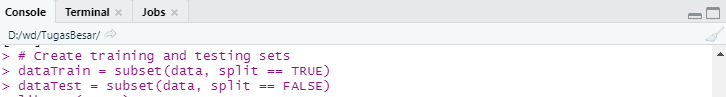 Console Terminal × Jobs ×
D:/wd/TugasBesar/
> # Create training and testing sets
> dataTrain = subset(data, split == TRUE)
> dataTest = subset(data, split == FALSE)